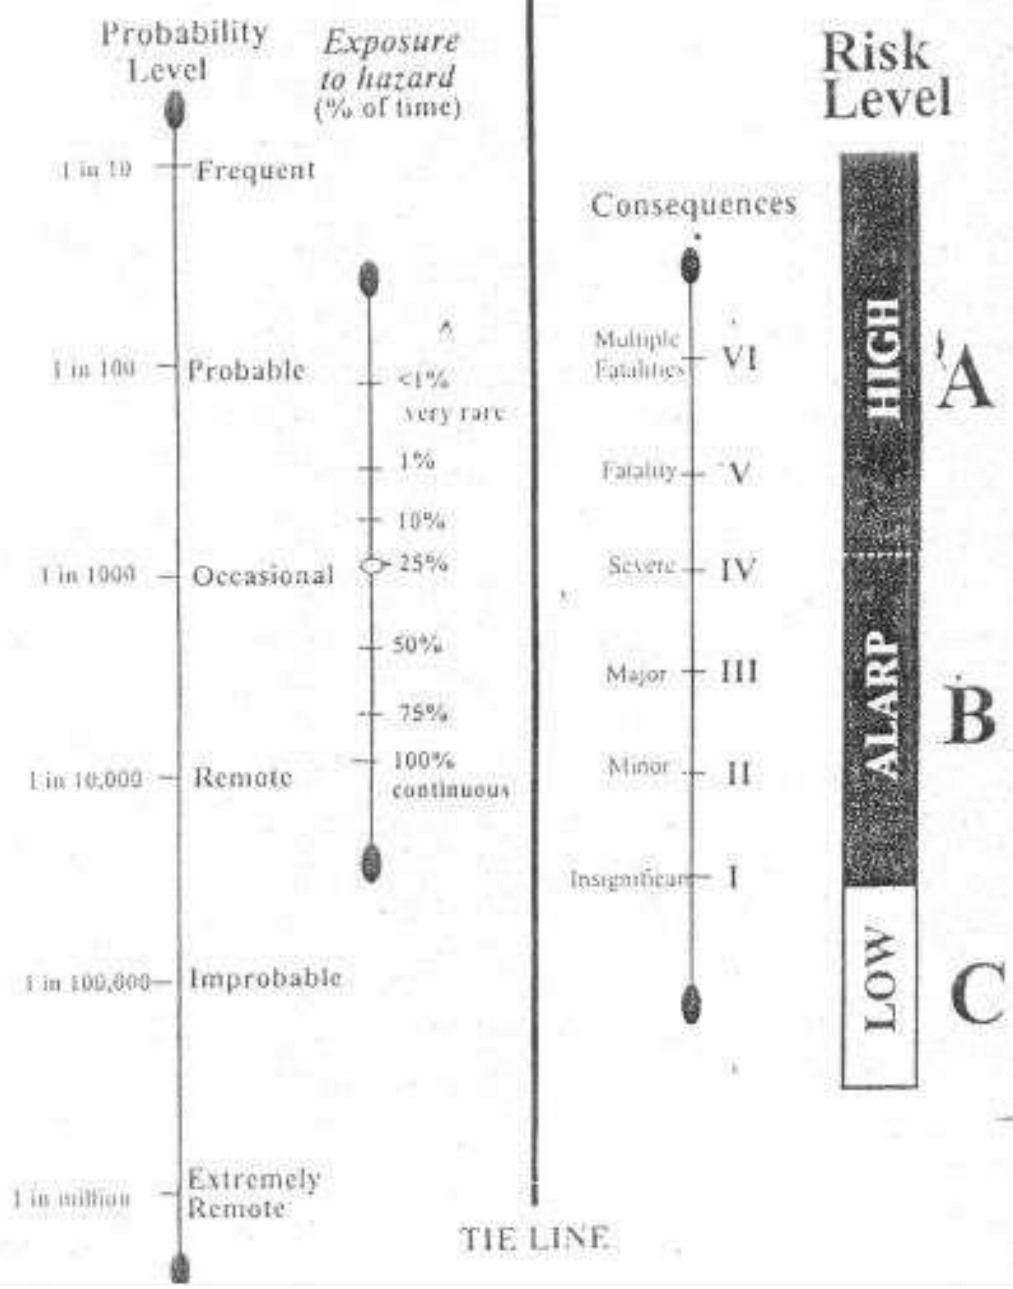 Probability
Level
Exposure
to hazard
(% of time)
Risk
Level
1 in 10
Frequent
Consequences
Multiple
Fatalities
VI
1 in 100
Probable
<1%
very rare
HIGH
A
1%
Fatality
V
10%
25%
Severe
IV
1 in 1000
Occasional
50%
Major
III
ALARP
B
75%
100%
continuous
Minor
II
1 in 10,000
Remote
Insignifican
I
1 in 100,000
Improbable
LOW
C
1 in million
Extremely
Remote
TIE LINE